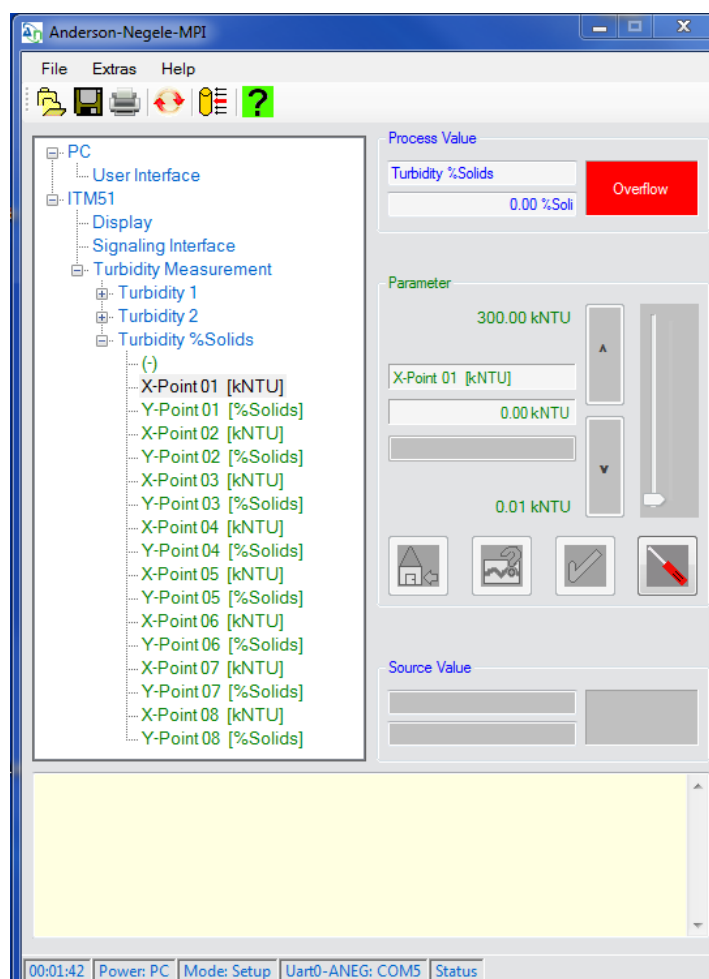 Anderson-Negele-MPI
File Extras Help
PC
User Interface
ITM51
Display
Signaling Interface
Turbidity Measurement
Turbidity 1
Turbidity 2
Turbidity %Solids
(-)
X-Point 01 [kNTU]
Y-Point 01 [%Solids]
X-Point 02 [kNTU]
Y-Point 02 [%Solids]
X-Point 03 [kNTU]
Y-Point 03 [%Solids]
X-Point 04 [kNTU]
Y-Point 04 [%Solids]
X-Point 05 [kNTU]
Y-Point 05 [%Solids]
X-Point 06 [kNTU]
Y-Point 06 [%Solids]
X-Point 07 [kNTU]
Y-Point 07 [%Solids]
X-Point 08 [kNTU]
Y-Point 08 [%Solids]
Process Value
Turbidity %Solids
0.00 %Soli
Overflow
Parameter
300.00 kNTU
X-Point 01 [kNTU]
0.00 kNTU
0.01 kNTU
Source Value
00:01:42 Power: PC Mode: Setup Uart0-ANEG: COM5 Status